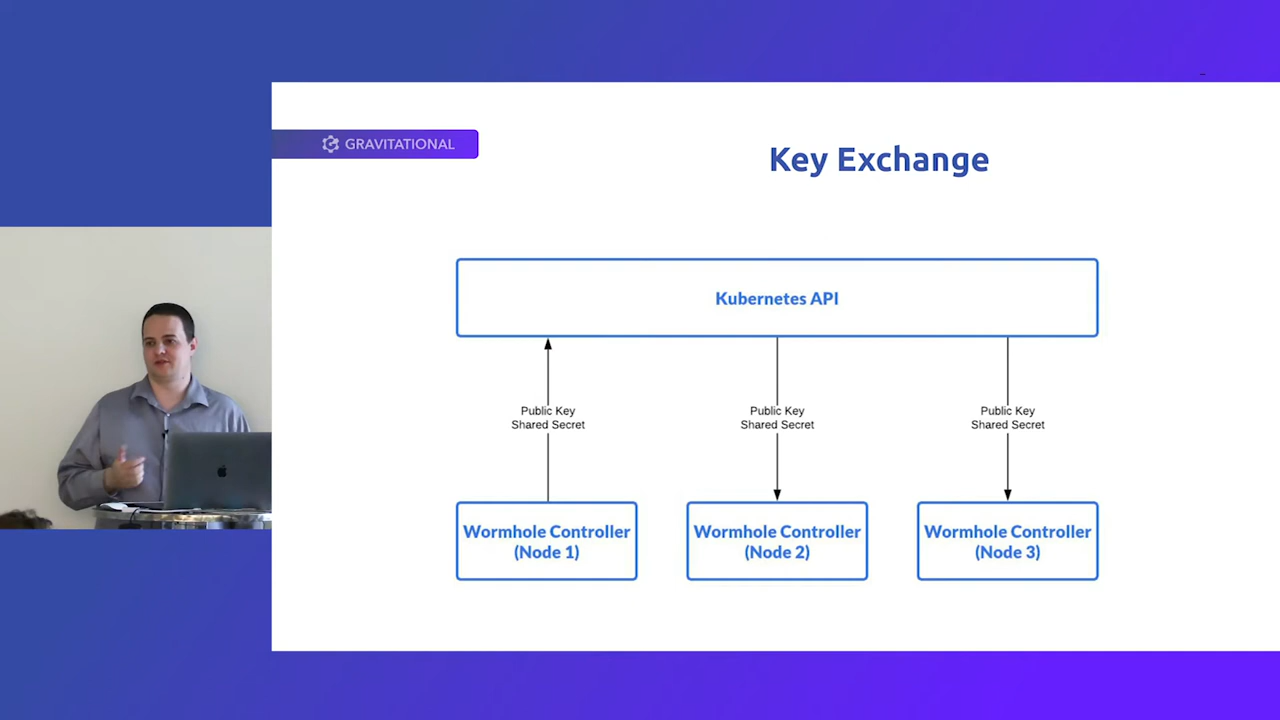 GRAVITATIONAL
Key Exchange
Kubernetes API
Public Key
Shared Secret
Public Key
Shared Secret
Public Key
Shared Secret
Wormhole Controller
(Node 1)
Wormhole Controller
(Node 2)
Wormhole Controller
(Node 3)